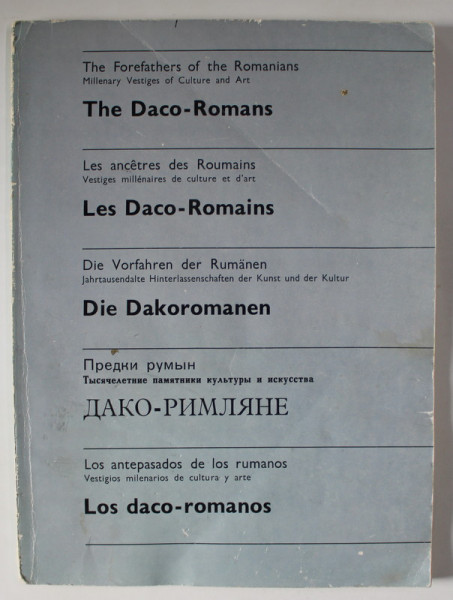 The Forefathers of the Romanians
Millenary Vestiges of Culture and Art
The Daco-Romans
Les ancêtres des Roumains
Vestiges millénaires de culture et d'art
Les Daco-Romains
Die Vorfahren der Rumänen
Jahrtausendalte Hinterlassenschaften der Kunst und der Kultur
Die Dakoromanen
Предки румын
Тысячелетние памятники культуры и искусства
ДАКО-РИМЛЯНЕ
Los antepasados de los rumanos
Vestigios milenarios de cultura y arte
Los daco-romanos